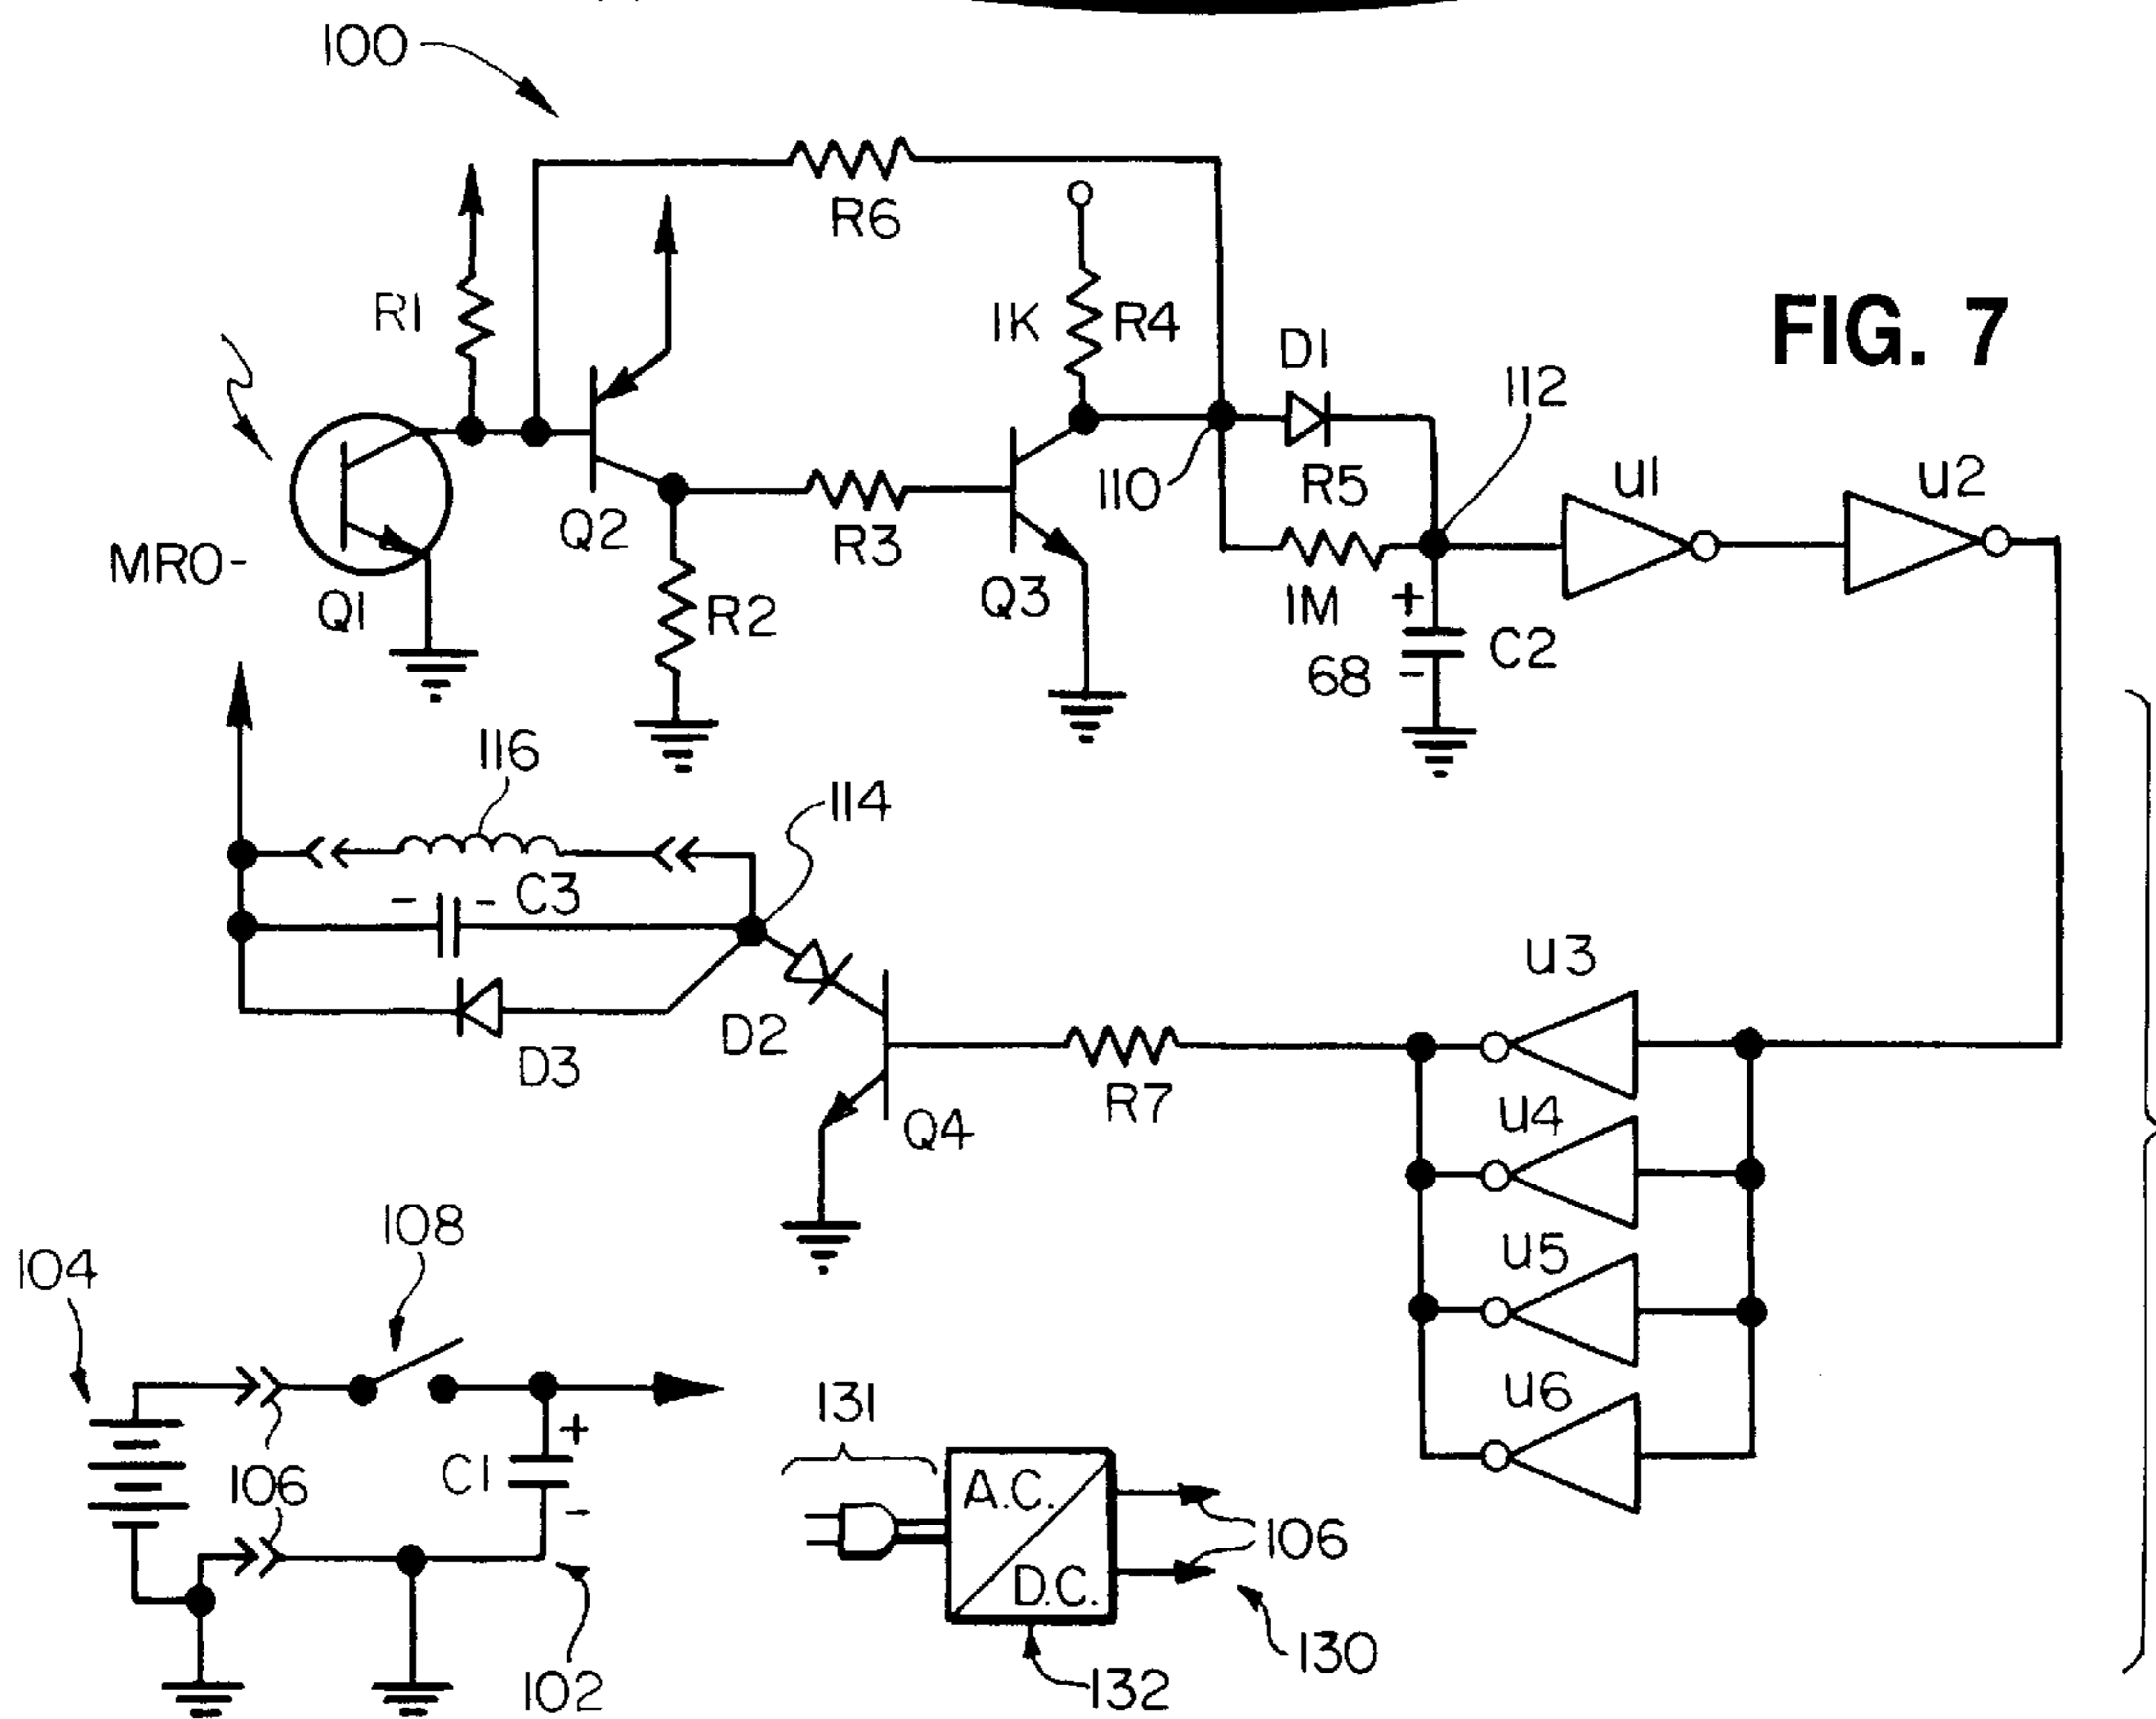 100
R6
R1
1K
R4
D1
FIG. 7
112
110
R5
u1
u2
Q2
R3
MRO-
Q1
R2
Q3
1M
+
68
-
C2
116
114
C3
- -
u3
D2
D3
R7
u4
Q4
108
104
u5
131
u6
+
C1
106
A.C.
-
106
D.C.
130
102
132